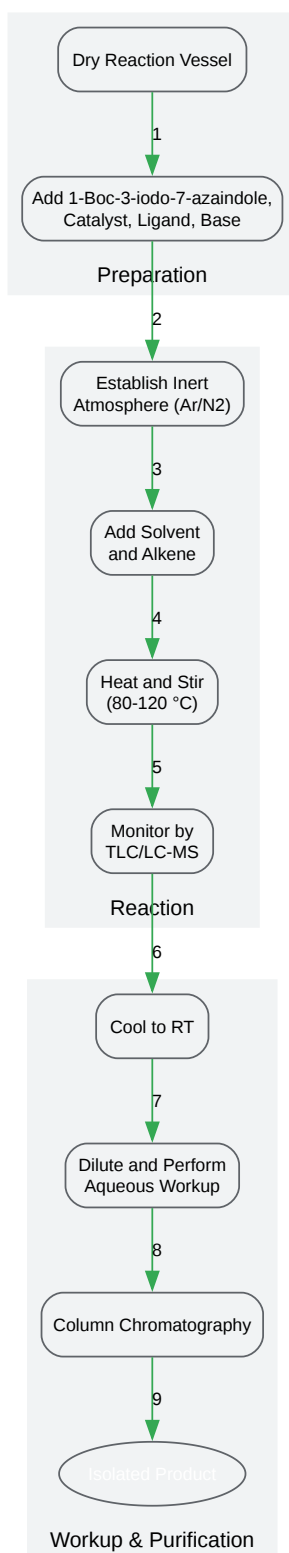 Dry Reaction Vessel
1
Add 1-Boc-3-iodo-7-azaindole,
Catalyst, Ligand, Base
Preparation
2
Establish Inert
Atmosphere (Ar/N2)
3
Add Solvent
and Alkene
4
Heat and Stir
(80-120 °C)
5
Monitor by
TLC/LC-MS
Reaction
6
Cool to RT
7
Dilute and Perform
Aqueous Workup
8
Column Chromatography
9
Isolated Product
Workup & Purification